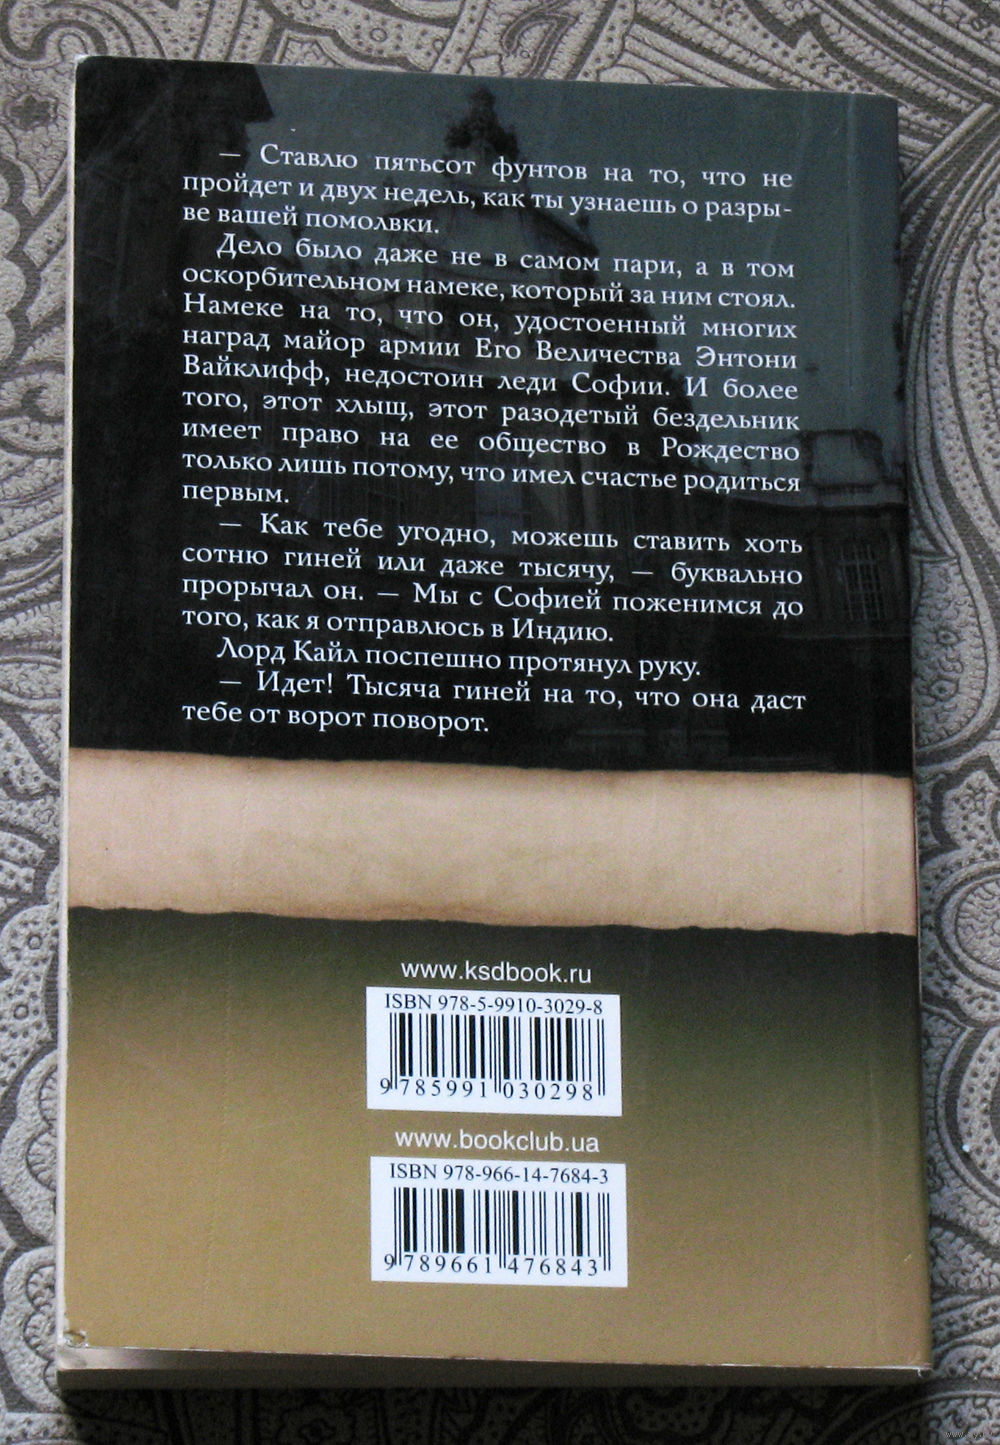 — Ставлю пятьсот фунтов на то, что не
пройдет и двух недель, как ты узнаешь о разры-
ве вашей помолвки.
Дело было даже не в самом пари, а в том
оскорбительном намеке, который за ним стоял.
Намеке на то, что он, удостоенный многих
наград майор армии Его Величества Энтони
Вайклифф, недостоин леди Софии. И более
того, этот хлыщ, этот разодетый бездельник
имеет право на ее общество в Рождество
только лишь потому, что имел счастье родиться
первым.
— Как тебе угодно, можешь ставить хоть
сотню гиней или даже тысячу, — буквально
прорычал он. — Мы с Софией поженимся до
того, как я отправлюсь в Индию.
Лорд Кайл поспешно протянул руку.
— Идет! Тысяча гиней на то, что она даст
тебе от ворот поворот.
www.ksdbook.ru
ISBN 978-5-9910-3029-8
9 785991 030298
www.bookclub.ua
ISBN 978-966-14-7684-3
9 789661 476843